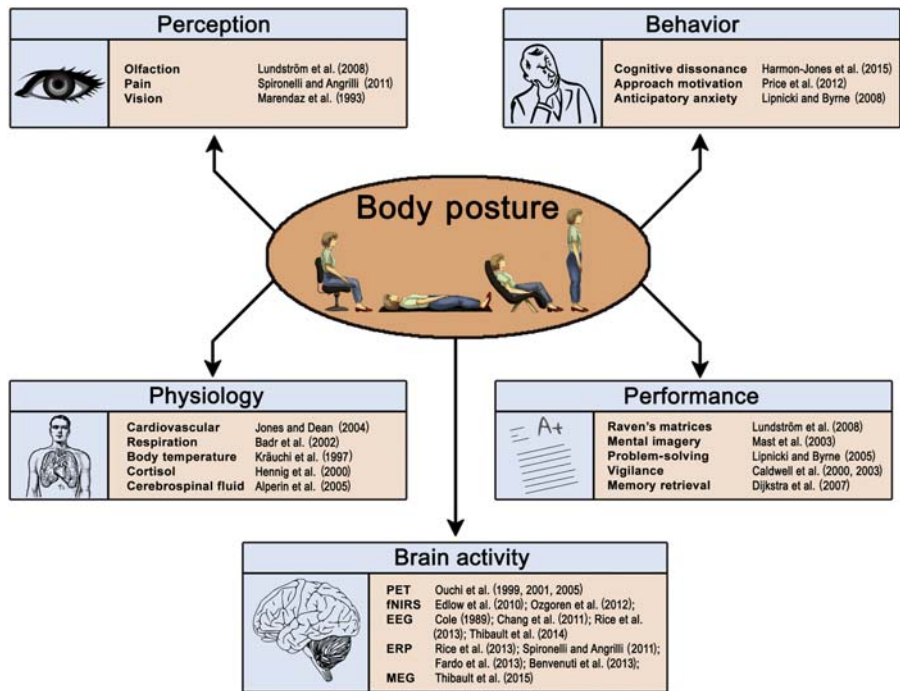 Perception
Olfaction Lundström et al. (2008)
Pain Spironelli and Angrilli (2011)
Vision Marendaz et al. (1993)
Behavior
Cognitive dissonance Harmon-Jones et al. (2015)
Approach motivation Price et al. (2012)
Anticipatory anxiety Lipnicki and Byrne (2008)
Body posture
Physiology
Cardiovascular Jones and Dean (2004)
Respiration Badr et al. (2002)
Body temperature Kräuchi et al. (1997)
Cortisol Hennig et al. (2000)
Cerebrospinal fluid Alperin et al. (2005)
Performance
A+
Raven's matrices Lundström et al. (2008)
Mental imagery Mast et al. (2003)
Problem-solving Lipnicki and Byrne (2005)
Vigilance Caldwell et al. (2000, 2003)
Memory retrieval Dijkstra et al. (2007)
Brain activity
PET Ouchi et al. (1999, 2001, 2005)
fNIRS Edlow et al. (2010); Ozgoren et al. (2012);
EEG Cole (1989); Chang et al. (2011); Rice et al.
(2013); Thibault et al. (2014)
ERP Rice et al. (2013); Spironelli and Angrilli (2011);
Fardo et al. (2013); Benvenuti et al. (2013);
MEG Thibault et al. (2015)